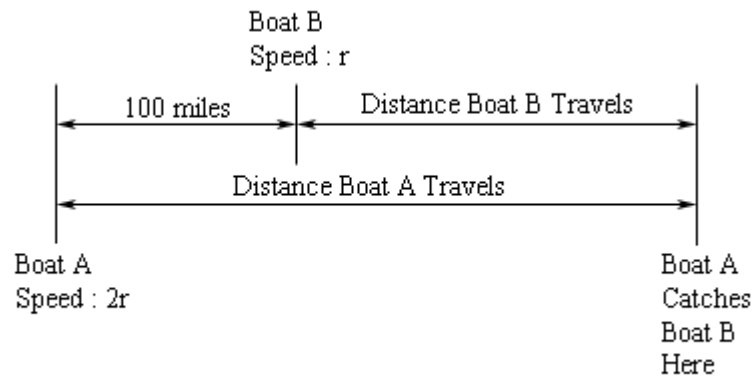 Boat B
Speed : r
100 miles
Distance Boat B Travels
Distance Boat A Travels
Boat A
Speed : 2r
Boat A
Catches
Boat B
Here